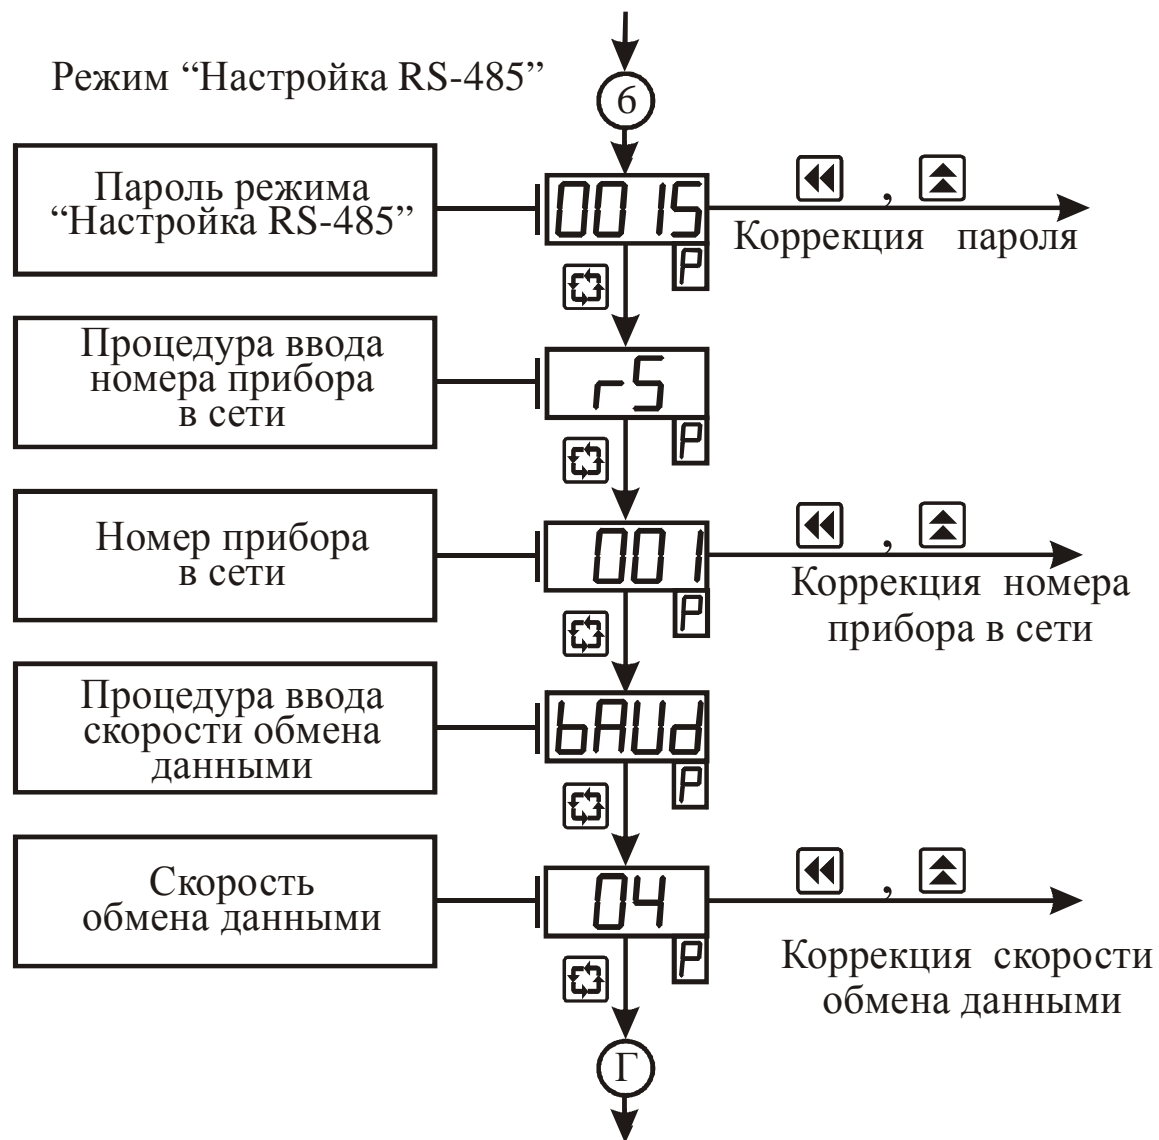 Режим “Настройка RS-485”
6
Пароль режима
“Настройка RS-485”
0015
P
,
Коррекция пароля
Процедура ввода
номера прибора
в сети
rS
P
Номер прибора
в сети
001
P
,
Коррекция номера
прибора в сети
Процедура ввода
скорости обмена
данными
bAUd
P
Скорость
обмена данными
04
P
,
Коррекция скорости
обмена данными
Г